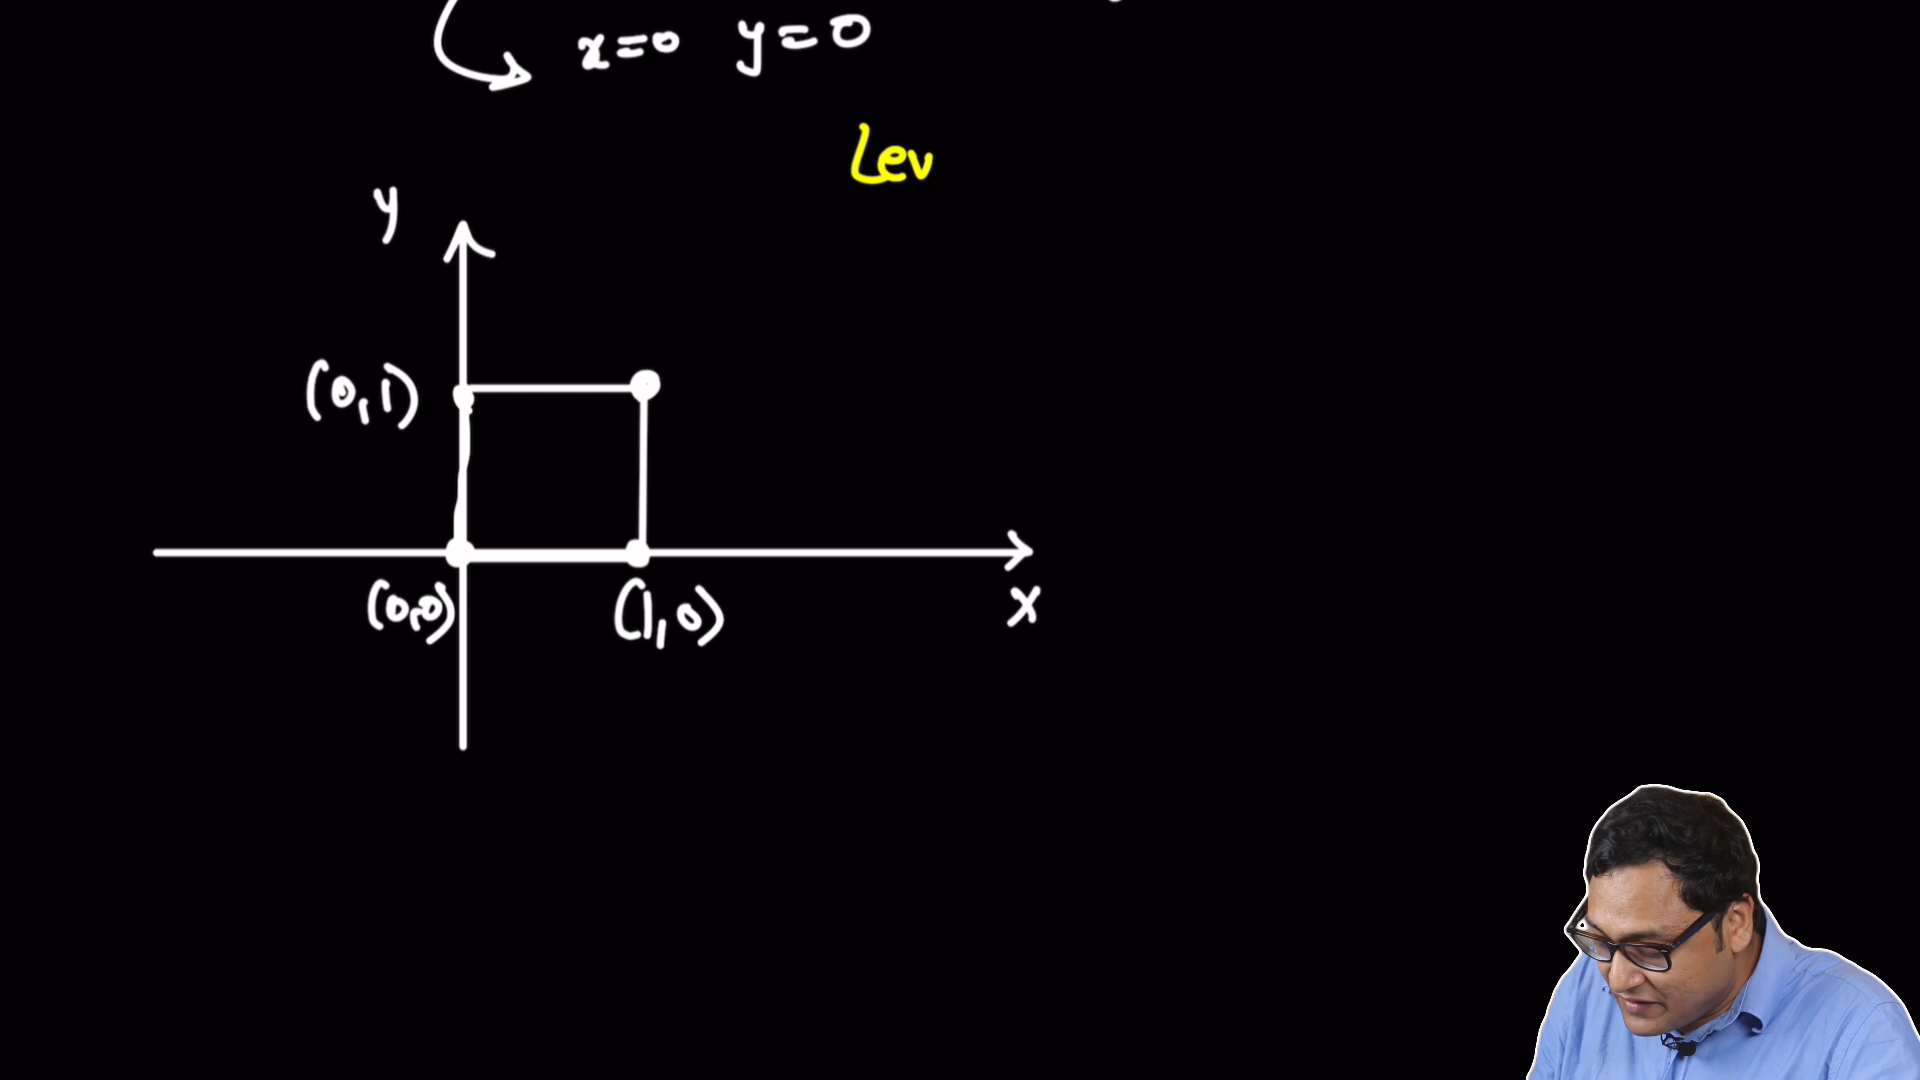 x=0 y=0
Lev
y
(0,1)
(0,0) (1,0)
x